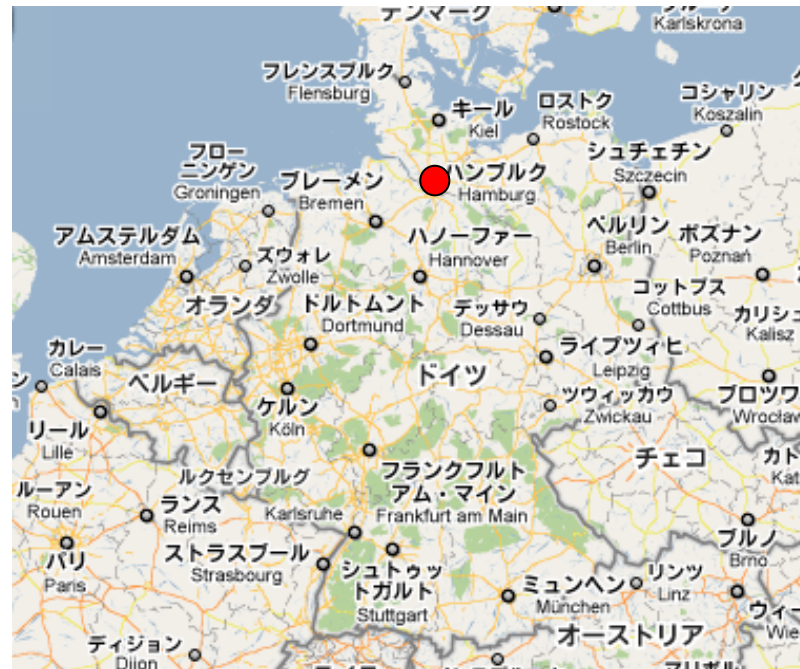 デンマーク
Karlskrona
フレンスブルク
Flensburg
キール
Kiel
ロストク
Rostock
コシャリン
Koszalin
フロー
ニンゲン
Groningen
ブレーメン
Bremen
ハンブルク
Hamburg
シュチェチン
Szczecin
アムステルダム
Amsterdam
ズウォレ
Zwolle
ハノーファー
Hannover
ベルリン
Berlin
ポズナン
Poznań
オランダ
ドルトムント
Dortmund
デッサウ
Dessau
コットブス
Cottbus
カリシュ
Kalisz
カレー
Calais
ベルギー
ケルン
Köln
ドイツ
ライプツィヒ
Leipzig
ツウィッカウ
Zwickau
ブロツワ
Wrocław
リール
Lille
ルクセンブルグ
フランクフルト
アム・マイン
Frankfurt am Main
チェコ
カト
Kat
ルーアン
Rouen
ランス
Reims
Karlsruhe
パリ
Paris
ストラスブール
Strasbourg
シュトゥッ
トガルト
Stuttgart
ミュンヘン
München
リンツ
Linz
ブルノ
Brno
ウィー
Wie
ディジョン
Dijon
オーストリア
マリボル